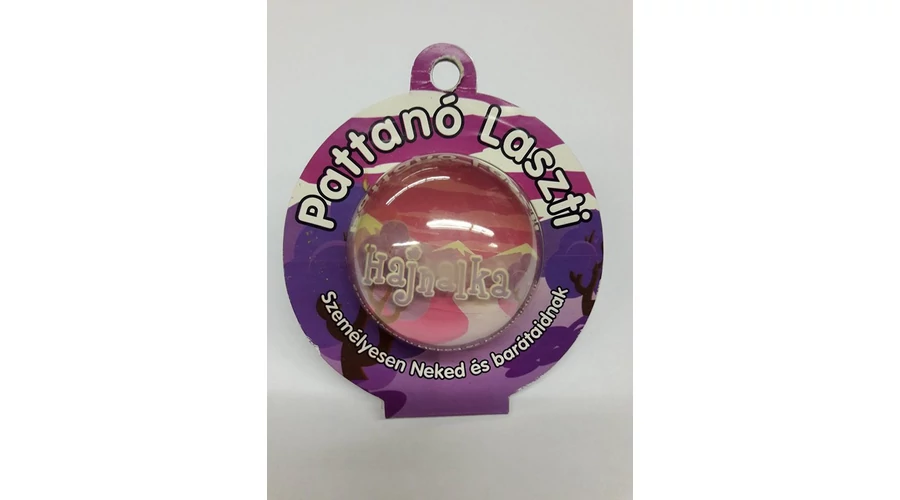 Pattanó Laszti
Hajnalka
Személyesen Neked és barátaidnak